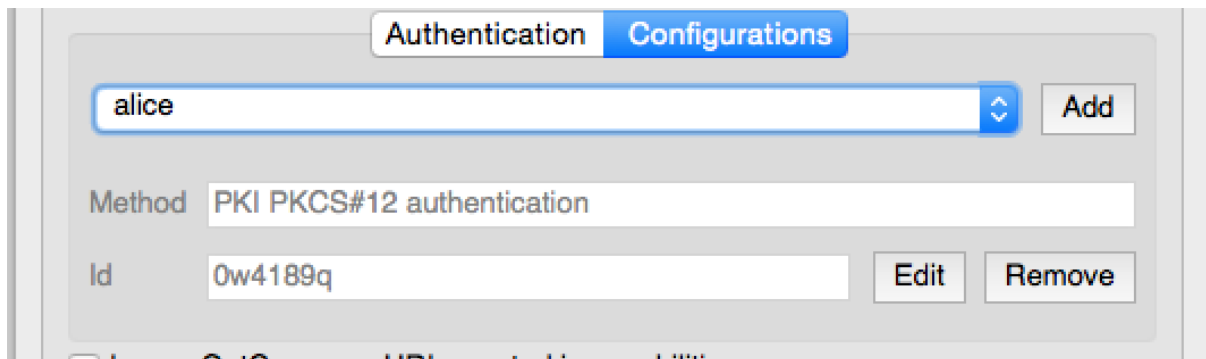 Authentication Configurations
alice Add
Method PKI PKCS#12 authentication
Id 0w4189q Edit Remove